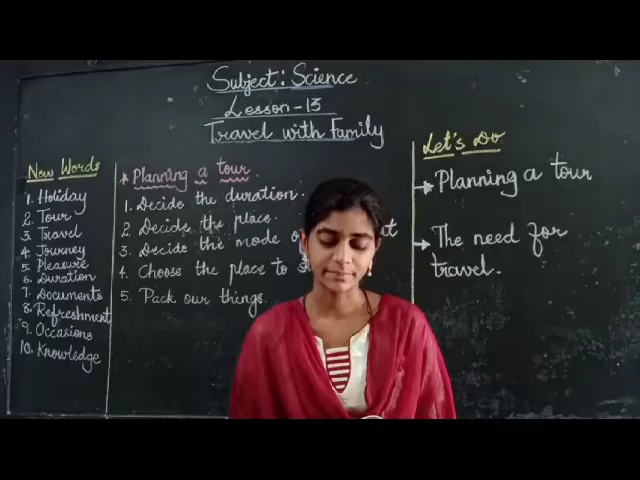 Subject: Science
Lesson-13
Travel with Family
New Words
1. Holiday
2. Tour
3. Travel
4. Journey
5. Pleasure
6. Duration
7. Documents
8. Refreshment
9. Occasions
10. Knowledge
* Planning a tour.
1. Decide the duration.
2. Decide the place.
3. Decide the mode
4. Choose the place to
5. Pack our things.
Let's Do
→ Planning a tour
→ The need for
travel.